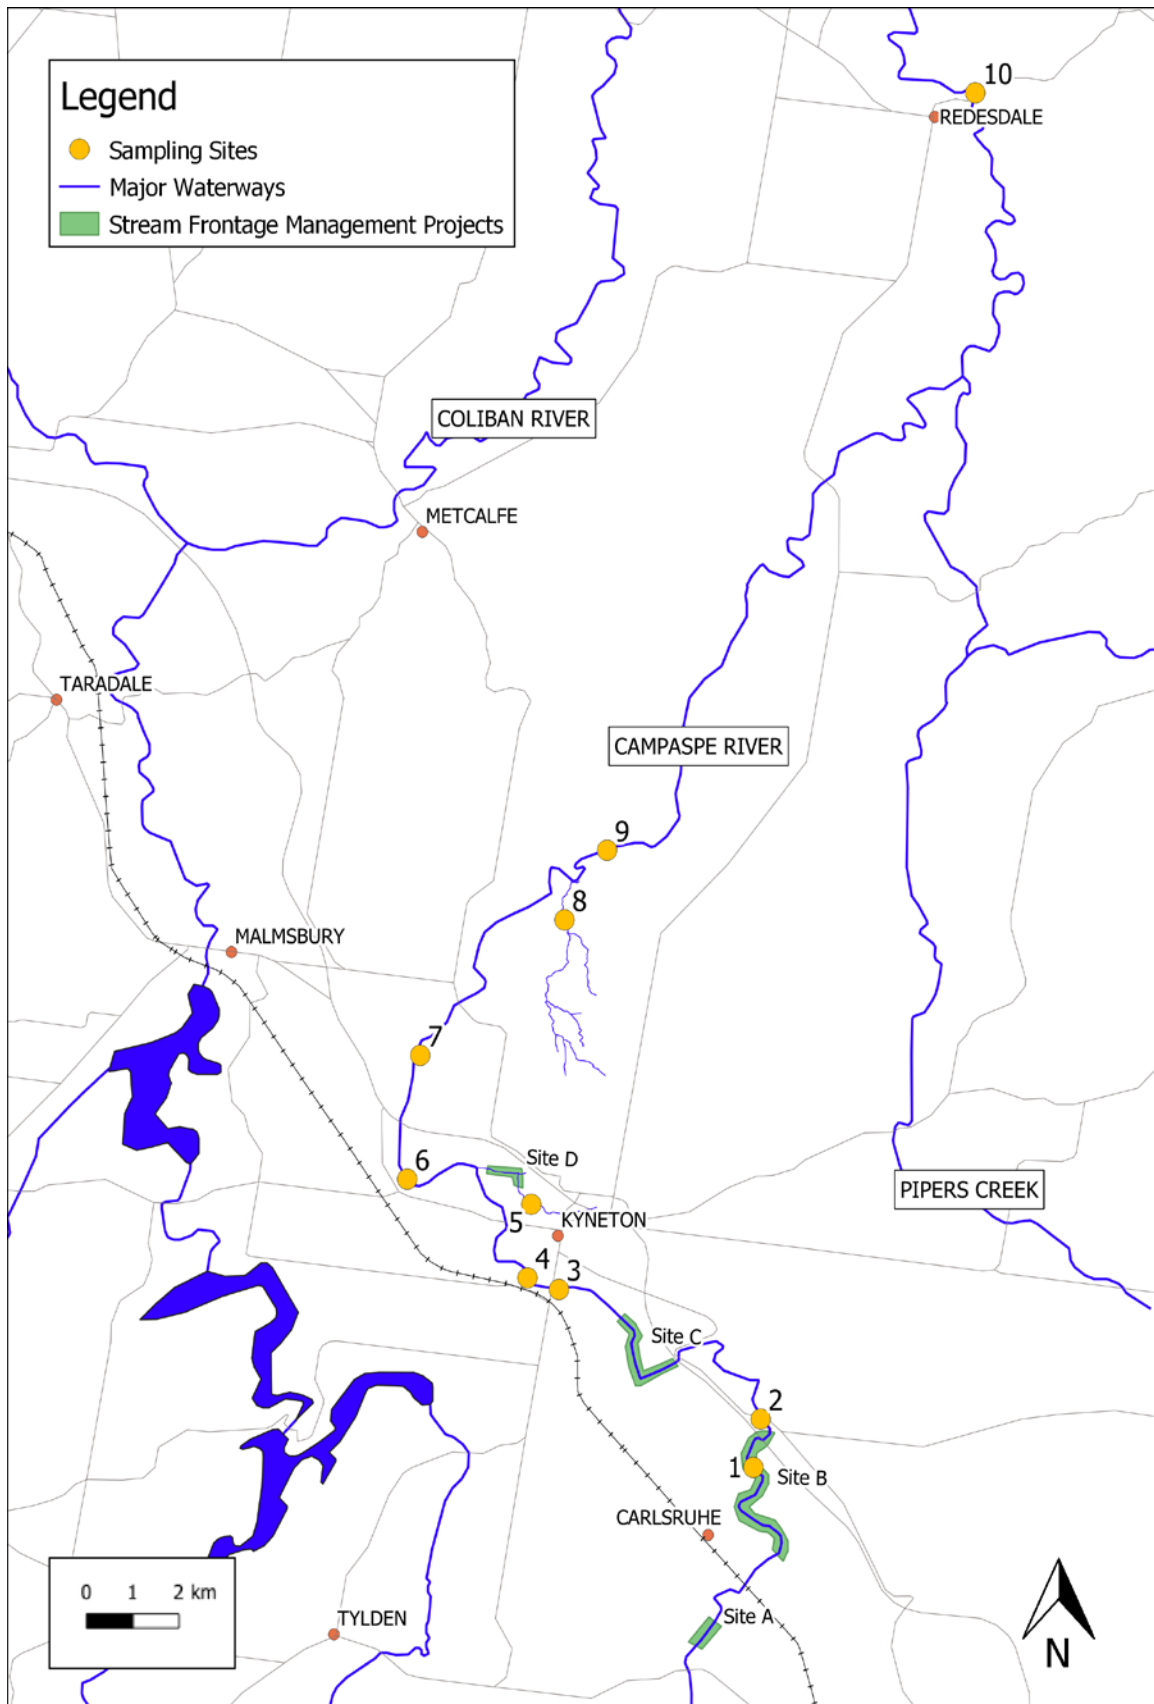 10
REDESDALE
Legend
Sampling Sites
Major Waterways
Stream Frontage Management Projects
COLIBAN RIVER
METCALFE
TARADALE
CAMPASPE RIVER
9
8
MALMSBURY
7
6
Site D
PIPERS CREEK
5
KYNETON
4
3
Site C
2
1
Site B
CARLSRUHE
0 1 2 km
Site A
TYLDEN
N